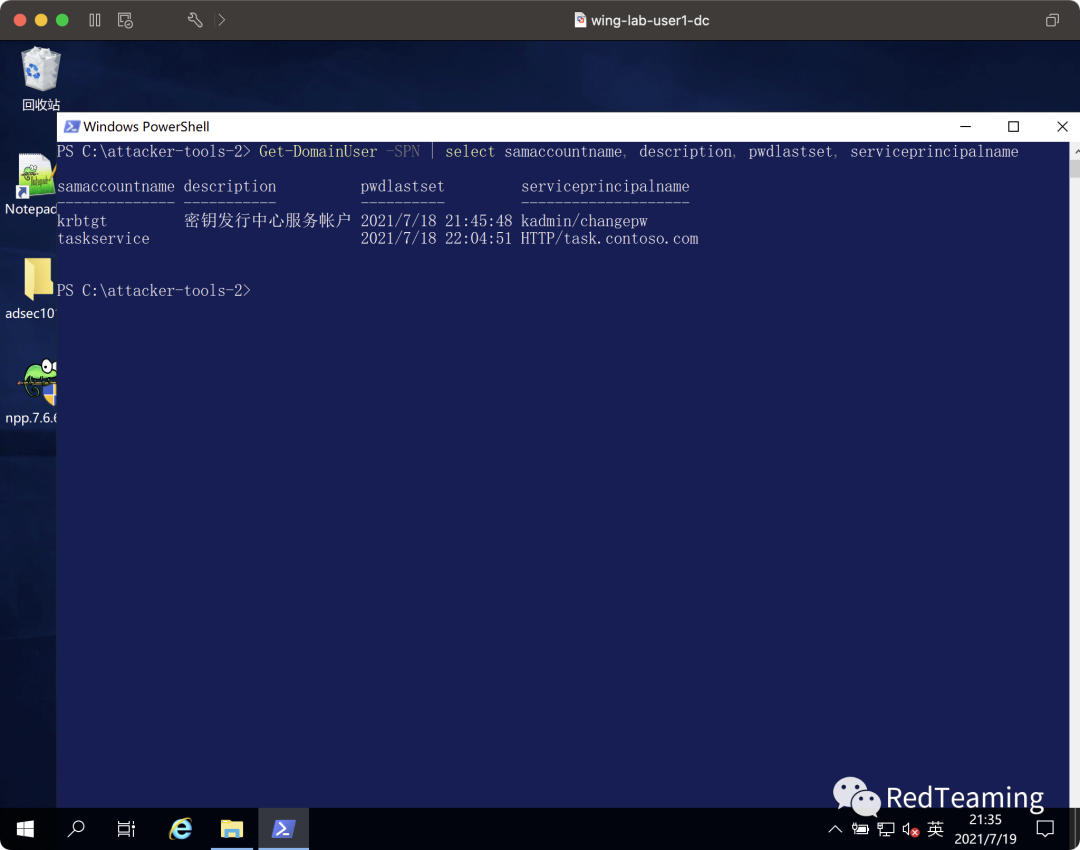 wing-lab-user1-dc
回收站
Windows PowerShell
PS C:\attacker-tools-2> Get-DomainUser -SPN | select samaccountname, description, pwdlastset, serviceprincipalname
samaccountname description pwdlastset serviceprincipalname
-------------- ----------- ---------- --------------------
krbtgt 密钥发行中心服务帐户 2021/7/18 21:45:48 kadmin/changepw
taskservice 2021/7/18 22:04:51 HTTP/task.contoso.com
PS C:\attacker-tools-2>
Notepad
adsec10
npp.7.6.6
RedTeaming
英
21:35
2021/7/19